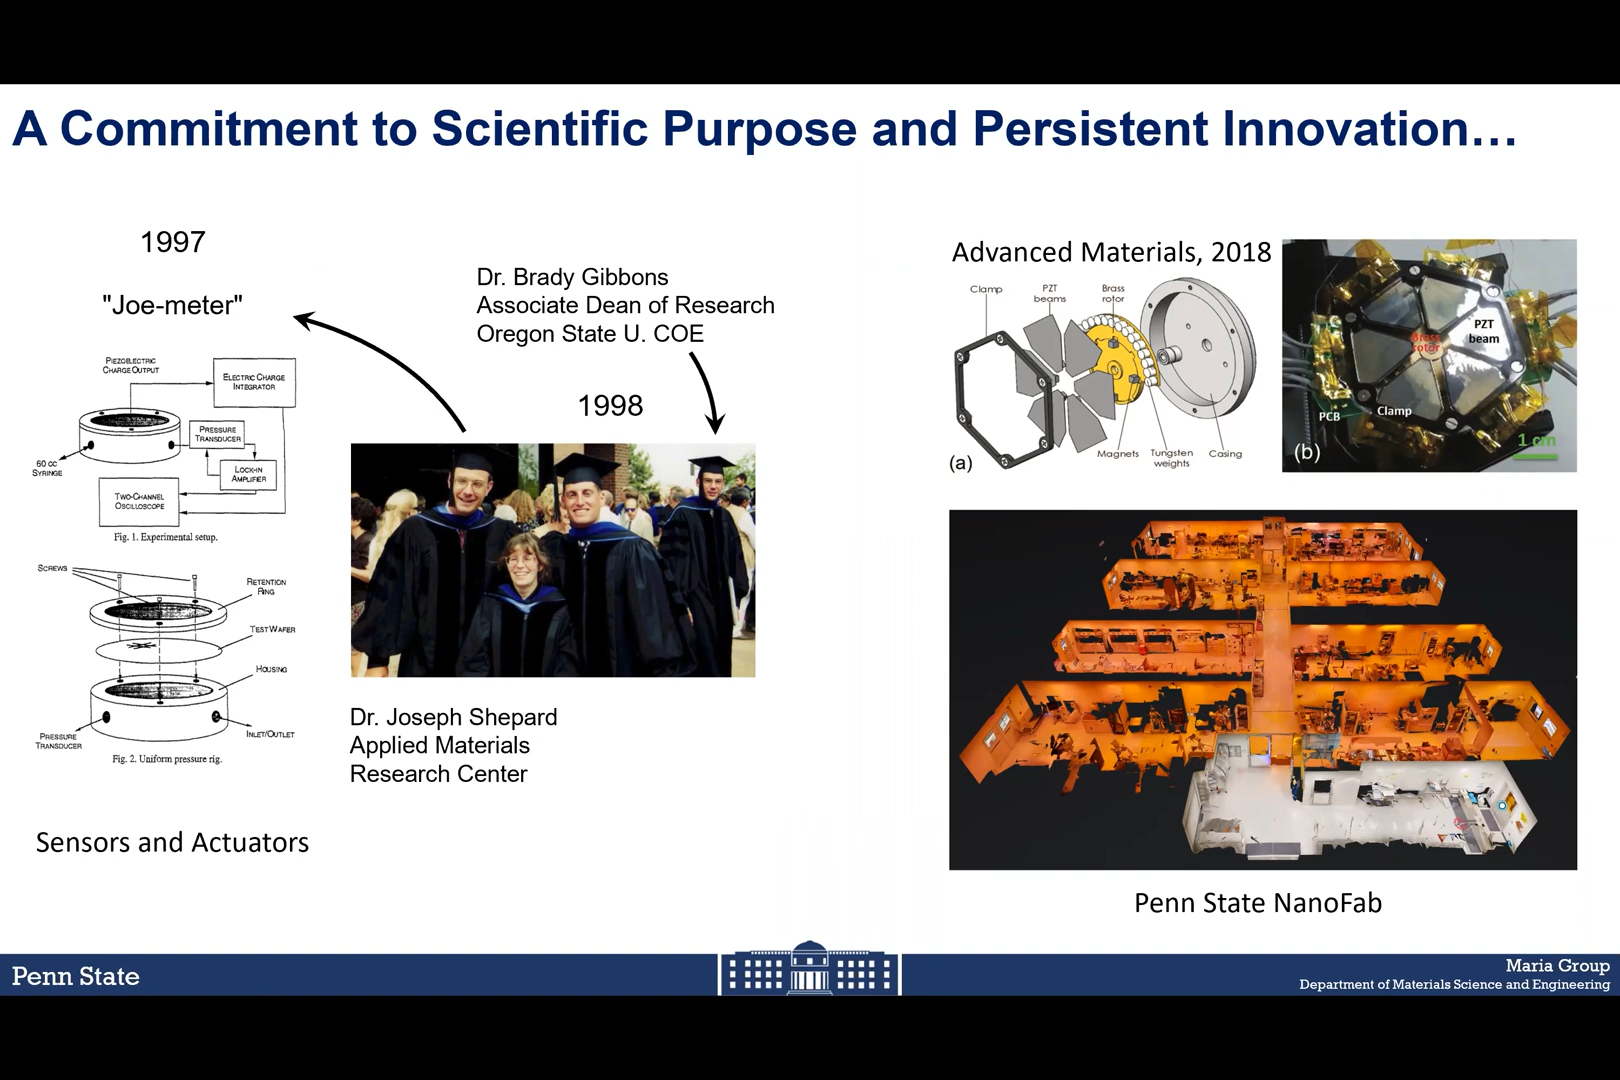 A Commitment to Scientific Purpose and Persistent Innovation…
1997
"Joe-meter"
PIEZOELECTRIC
CHARGE OUTPUT
ELECTRIC CHARGE
INTEGRATOR
PRESSURE
TRANSDUCER
60 CC
SYRINGE
LOCK-IN
AMPLIFIER
TWO-CHANNEL
OSCILLOSCOPE
Fig. 1. Experimental setup.
SCREWS
RETENTION
RING
TEST WAFER
HOUSING
PRESSURE
TRANSDUCER
INLET/OUTLET
Fig. 2. Uniform pressure rig.
Sensors and Actuators
Dr. Brady Gibbons
Associate Dean of Research
Oregon State U. COE
1998
Dr. Joseph Shepard
Applied Materials
Research Center
Advanced Materials, 2018
Clamp
PZT
beams
Brass
rotor
Magnets
Tungsten
weights
Casing
(a)
PZT
beam
Brass
rotor
PCB
Clamp
1 cm
(b)
Penn State NanoFab
Penn State
Maria Group
Department of Materials Science and Engineering